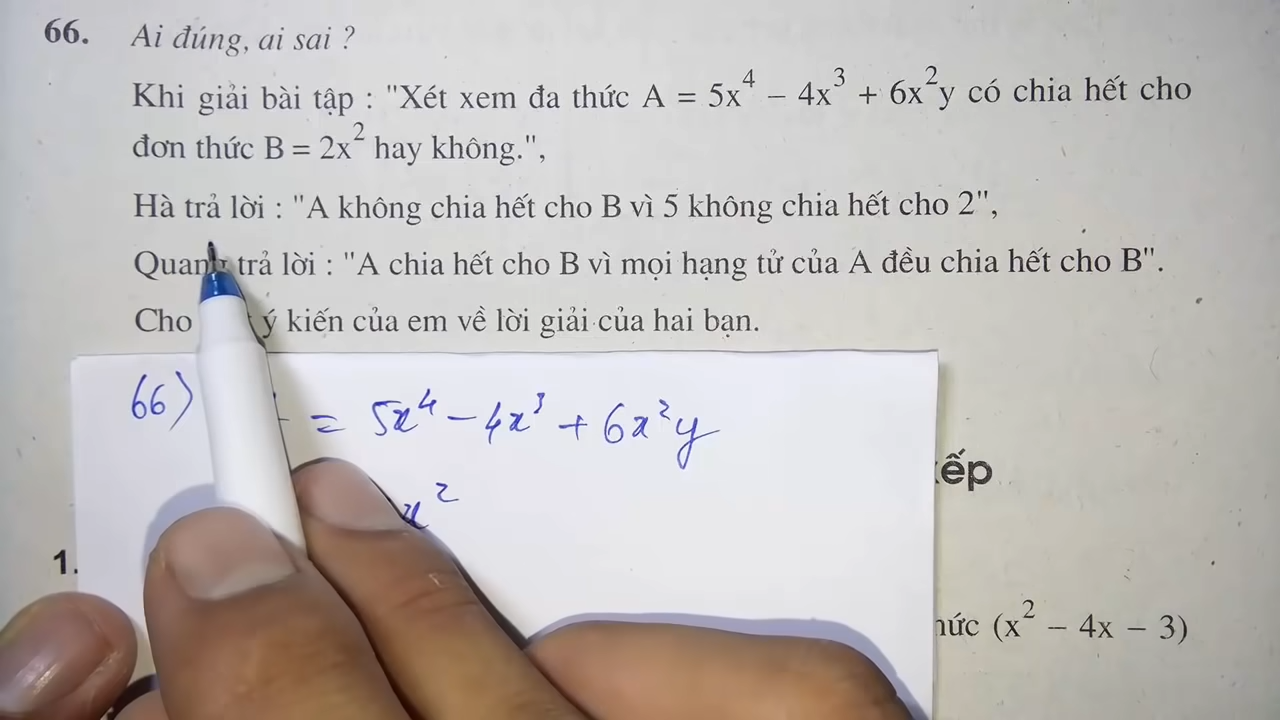 66. Ai đúng, ai sai ?
Khi giải bài tập : "Xét xem đa thức A = 5x⁴ – 4x³ + 6x²y có chia hết cho
đơn thức B = 2x² hay không.",
Hà trả lời : "A không chia hết cho B vì 5 không chia hết cho 2",
Quang trả lời : "A chia hết cho B vì mọi hạng tử của A đều chia hết cho B".
Cho ý kiến của em về lời giải của hai bạn.
66) = 5x⁴ – 4x³ + 6x²y
x²
1.
(x² – 4x – 3)